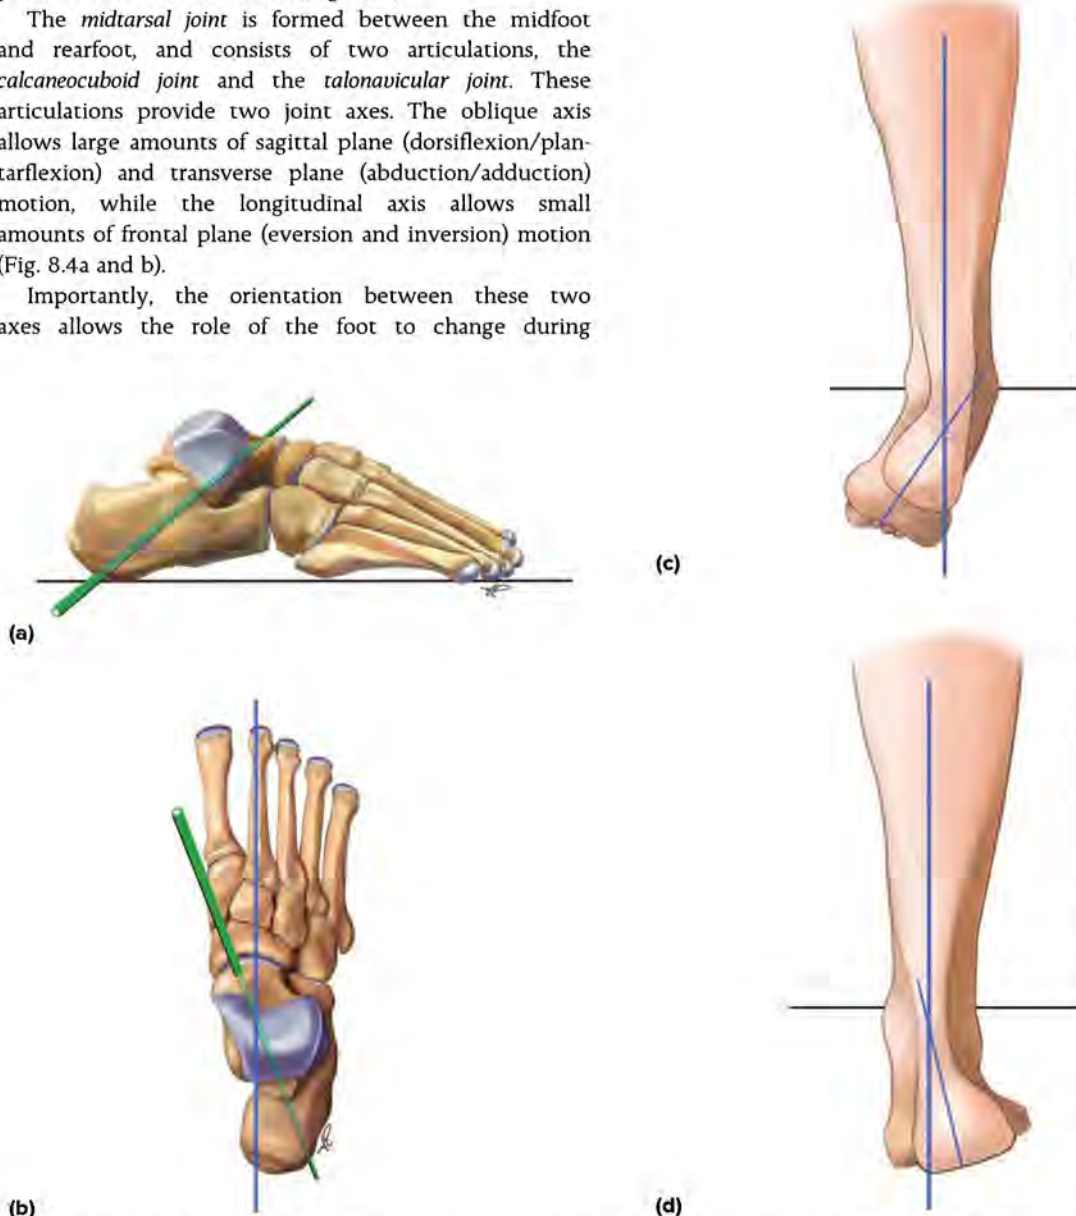 The midtarsal joint is formed between the midfoot
and rearfoot, and consists of two articulations, the
calcaneocuboid joint and the talonavicular joint. These
articulations provide two joint axes. The oblique axis
allows large amounts of sagittal plane (dorsiflexion/plan-
tarflexion) and transverse plane (abduction/adduction)
motion, while the longitudinal axis allows small
amounts of frontal plane (eversion and inversion) motion
(Fig. 8.4a and b).
Importantly, the orientation between these two
axes allows the role of the foot to change during
(a)
(b)
(c)
(d)